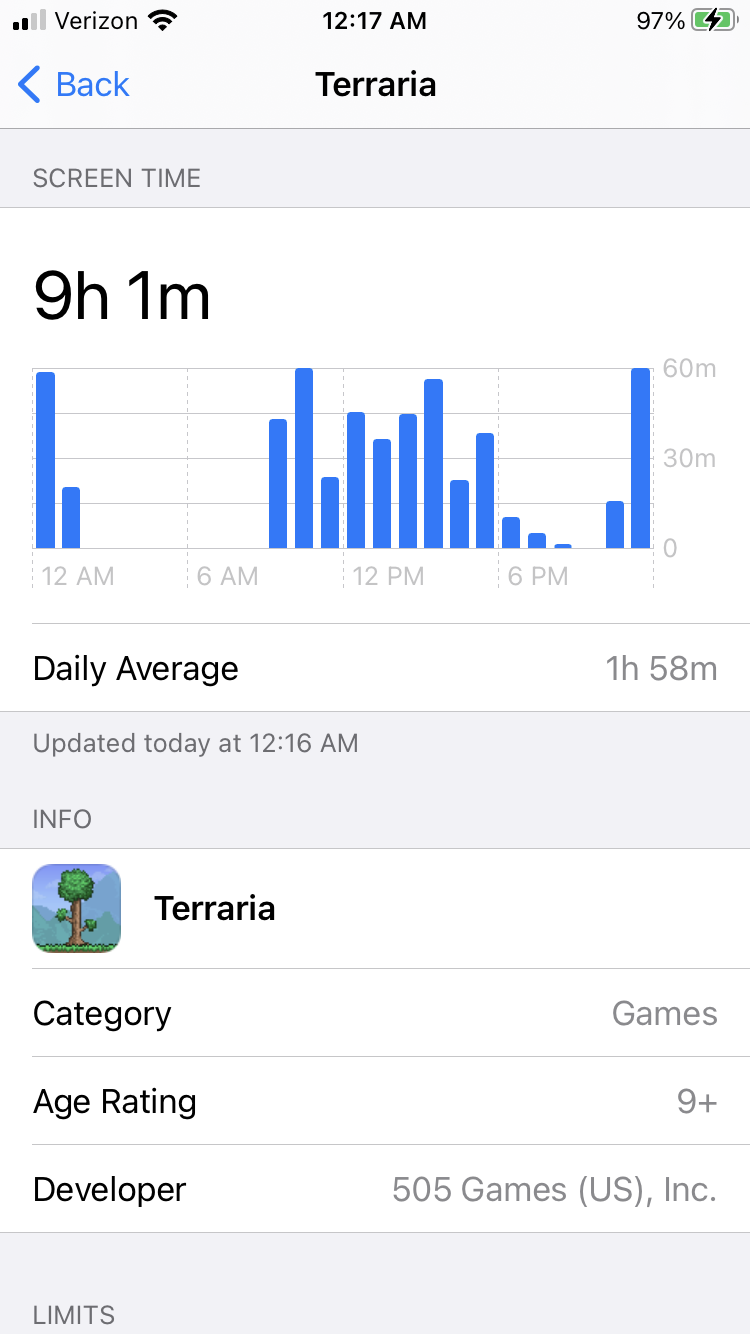 Verizon 12:17 AM 97%
Back Terraria
SCREEN TIME
9h 1m
60m
30m
0
12 AM 6 AM 12 PM 6 PM
Daily Average 1h 58m
Updated today at 12:16 AM
INFO
Terraria
Category Games
Age Rating 9+
Developer 505 Games (US), Inc.
LIMITS